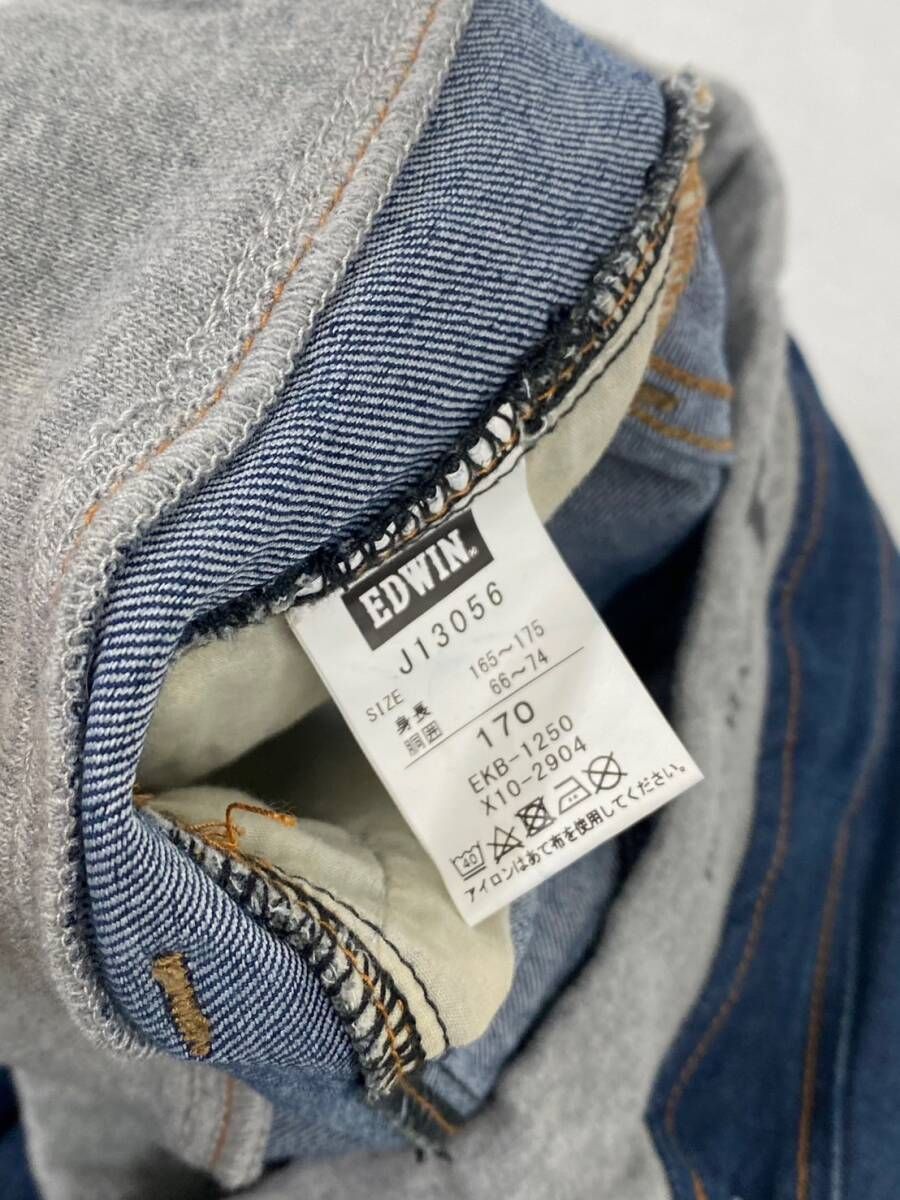 EDWIN®
J13056
SIZE
身長 165～175
胴囲 66～74
170
EKB-1250
X10-2904
40
アイロンはあて布を使用してください。